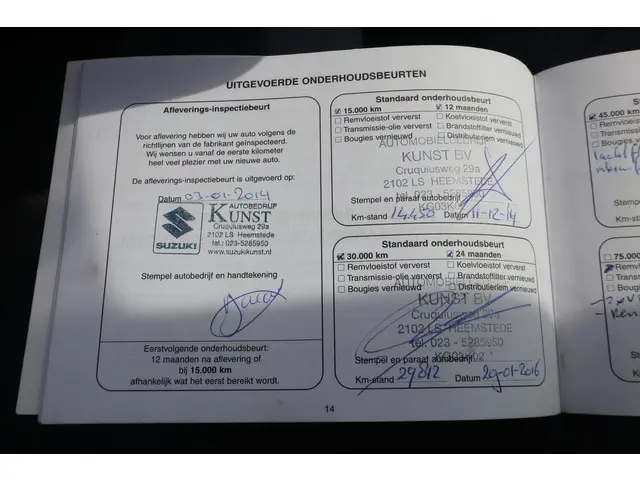 UITGEVOERDE ONDERHOUDSBEURTEN
Afleverings-inspectiebeurt
Voor aflevering hebben wij uw auto volgens de
richtlijnen van de fabrikant geïnspecteerd.
Wij wensen u vanaf de eerste kilometer
heel veel plezier met uw nieuwe auto.
De afleverings-inspectiebeurt is uitgevoerd op:
Datum 03-01-2014
AUTOBEDRIJF
KUNST
Cruquiusweg 29a
2102 LS Heemstede
tel.: 023-5285950
www.suzukikunst.nl
SUZUKI
Stempel autobedrijf en handtekening
Eerstvolgende onderhoudsbeurt:
12 maanden na aflevering of
bij 15.000 km
afhankelijk wat het eerst bereikt wordt.
Standaard onderhoudsbeurt
15.000 km 12 maanden
Remvloeistof ververst Koelvloeistof ververst
Transmissie-olie ververst Brandstoffilter vernieuwd
Bougies vernieuwd Distributieriem vernieuwd
AUTOMOBIELBEDRIJF
KUNST BV
Cruquiusweg 29a
2102 LS HEEMSTEDE
tel. 023 - 5285950
Stempel en paraaf autobedrijf
Km-stand 14450 Datum 11-12-14
Standaard onderhoudsbeurt
30.000 km 24 maanden
Remvloeistof ververst Koelvloeistof ververst
Transmissie-olie ververst Brandstoffilter vernieuwd
Bougies vernieuwd Distributieriem vernieuwd
KUNST BV
Cruquiusweg 29a
2102 LS HEEMSTEDE
tel. 023 - 5285950
Stempel en paraaf autobedrijf
Km-stand 29812 Datum 29-01-2016
14
45.000 km
75.000